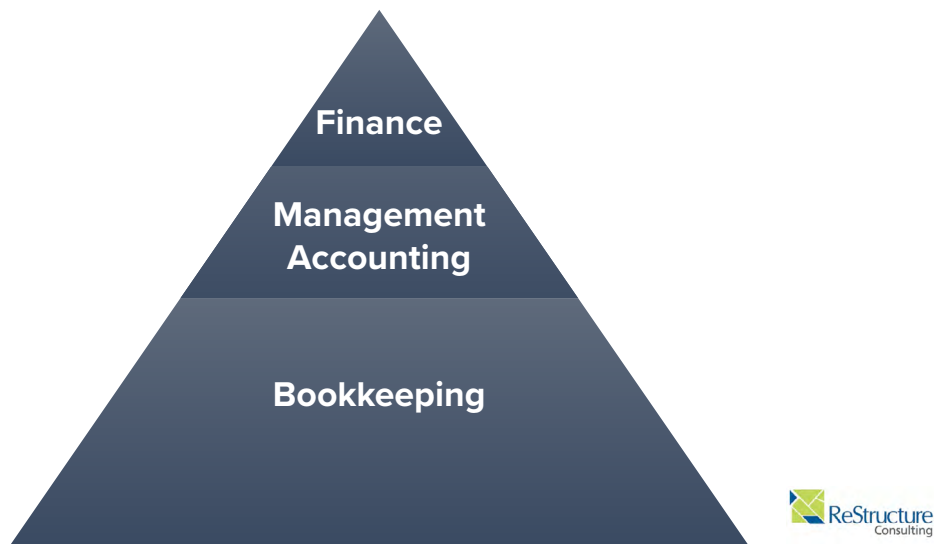 Finance
Management
Accounting
Bookkeeping
ReStructure
Consulting